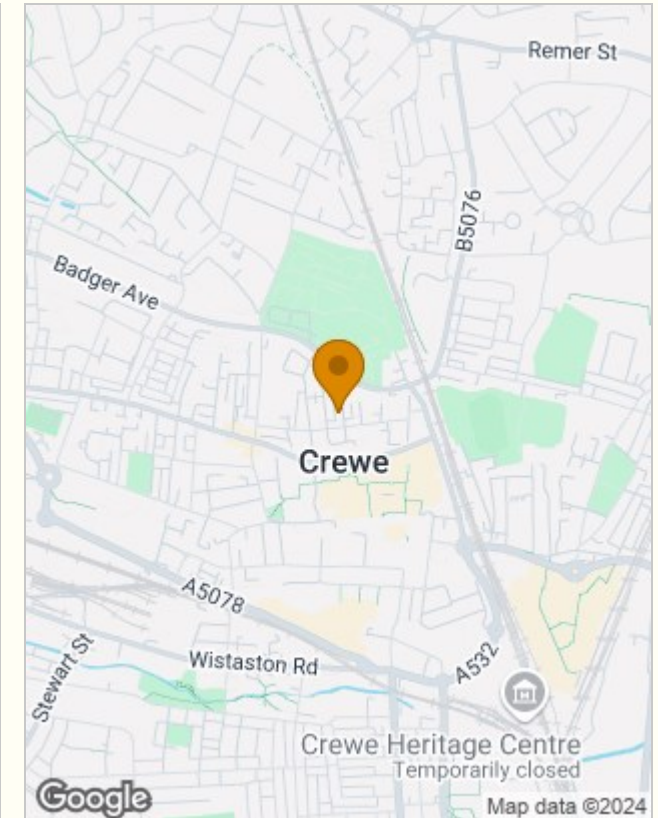 Remer St
B5076
Badger Ave
Crewe
A5078
Wistaston Rd
A532
Stewart St
Crewe Heritage Centre
Temporarily closed
Google
Map data ©2024